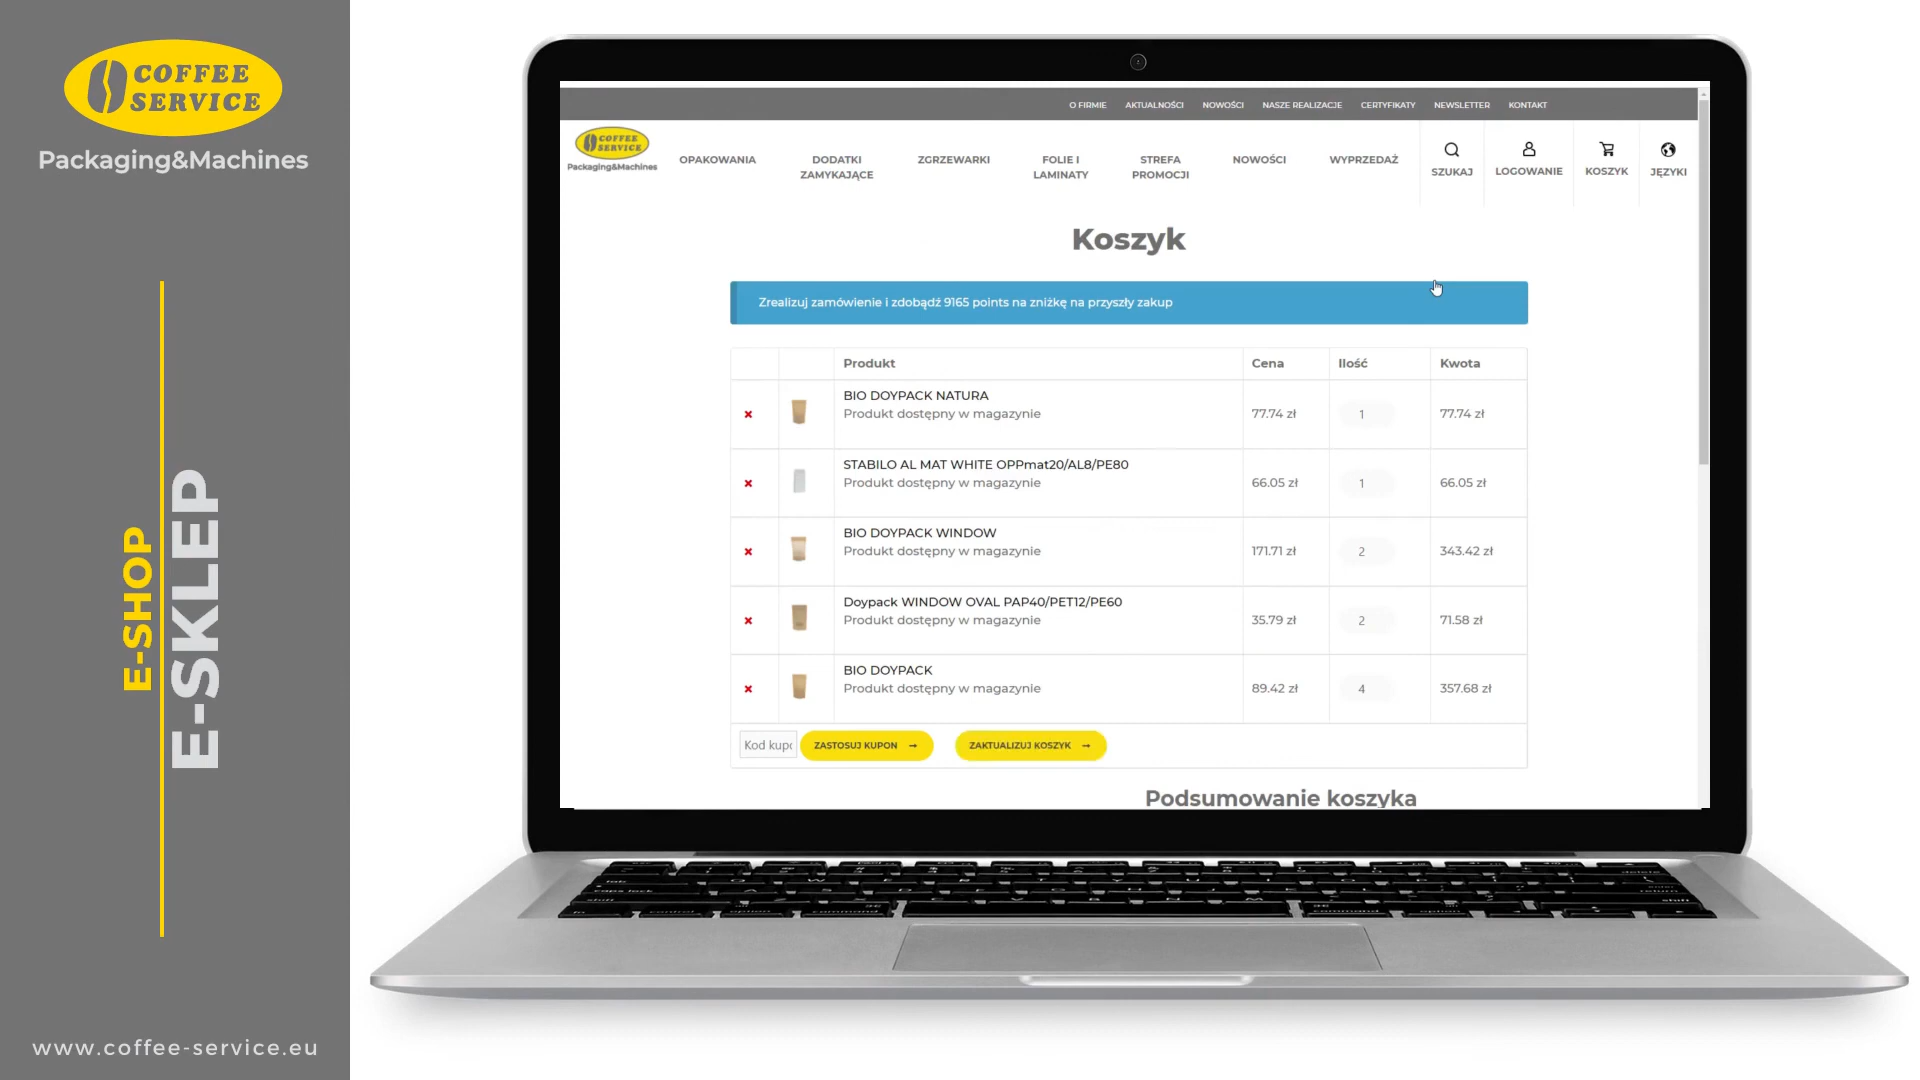 COFFEE
SERVICE
Packaging&Machines
E-SHOP
E-SKLEP
www.coffee-service.eu
O FIRMIE AKTUALNOŚCI NOWOŚCI NASZE REALIZACJE CERTYFIKATY NEWSLETTER KONTAKT
COFFEE
SERVICE
Packaging&Machines
OPAKOWANIA
DODATKI
ZAMYKAJĄCE
ZGRZEWARKI
FOLIE I
LAMINATY
STREFA
PROMOCJI
NOWOŚCI
WYPRZEDAŻ
SZUKAJ
LOGOWANIE
KOSZYK
JĘZYKI
Koszyk
Zrealizuj zamówienie i zdobądź 9165 points na zniżkę na przyszły zakup
Produkt Cena Ilość Kwota
BIO DOYPACK NATURA
Produkt dostępny w magazynie 77.74 zł 1 77.74 zł
STABILO AL MAT WHITE OPPmat20/AL8/PE80
Produkt dostępny w magazynie 66.05 zł 1 66.05 zł
BIO DOYPACK WINDOW
Produkt dostępny w magazynie 171.71 zł 2 343.42 zł
Doypack WINDOW OVAL PAP40/PET12/PE60
Produkt dostępny w magazynie 35.79 zł 2 71.58 zł
BIO DOYPACK
Produkt dostępny w magazynie 89.42 zł 4 357.68 zł
Kod kupo ZASTOSUJ KUPON → ZAKTUALIZUJ KOSZYK →
Podsumowanie koszyka